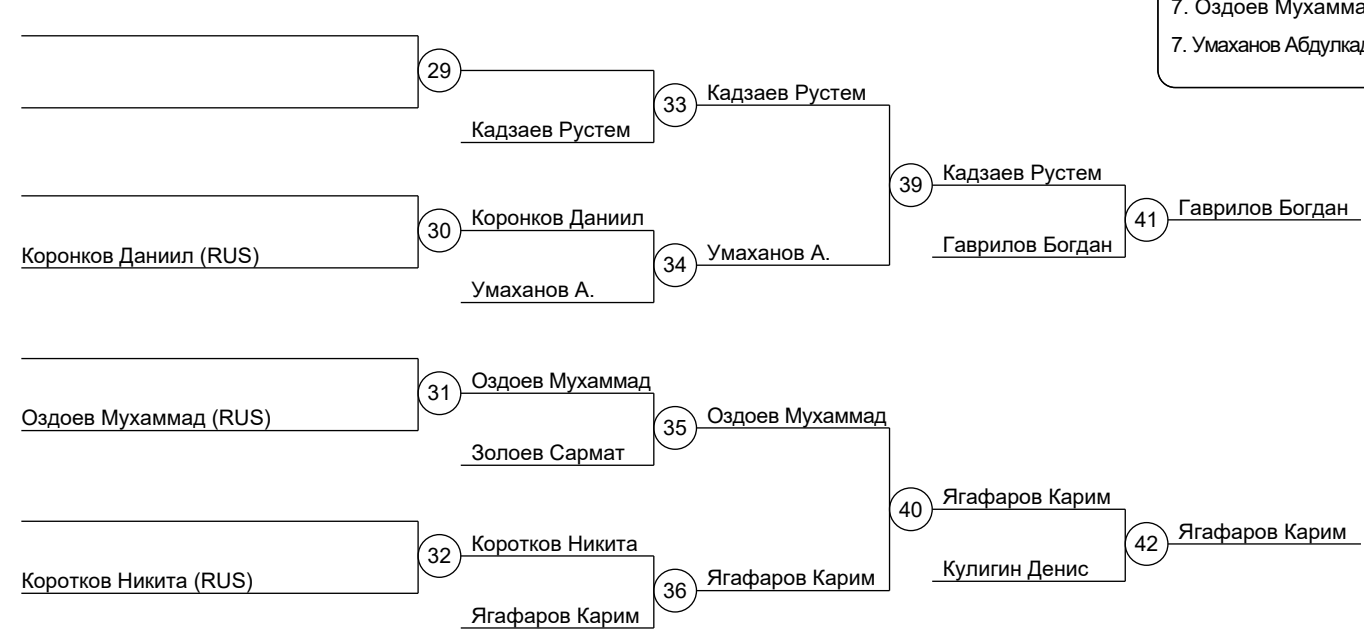 7. Оздоев Мухамма
7. Умаханов Абдулка
29
Кадзаев Рустем
33
Кадзаев Рустем
39
Кадзаев Рустем
Коронков Даниил (RUS)
30
Коронков Даниил
Умаханов А.
34
Умаханов А.
Гаврилов Богдан
41
Гаврилов Богдан
Оздоев Мухаммад (RUS)
31
Оздоев Мухаммад
Золоев Сармат
35
Оздоев Мухаммад
40
Ягафаров Карим
Коротков Никита (RUS)
32
Коротков Никита
Ягафаров Карим
36
Ягафаров Карим
Кулигин Денис
42
Ягафаров Карим